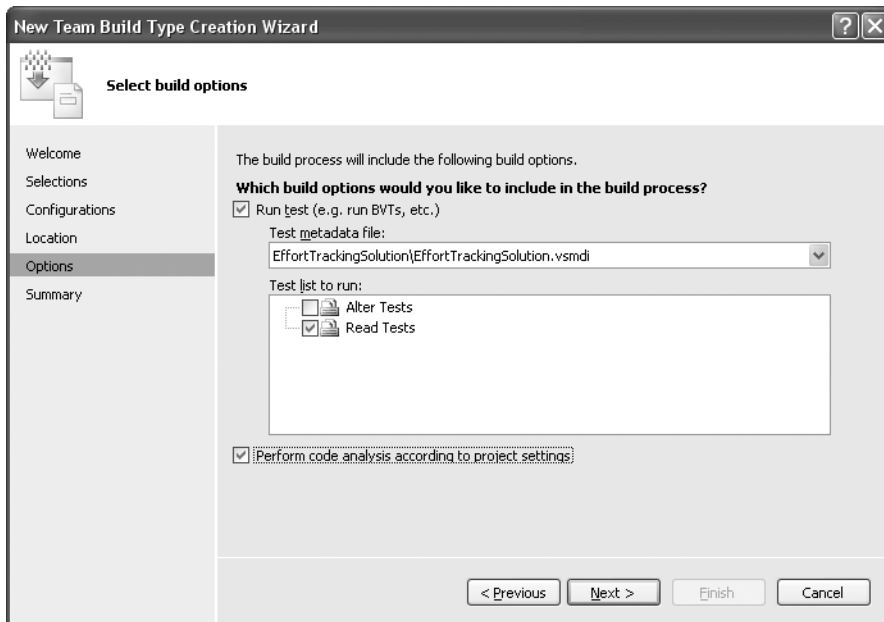 New Team Build Type Creation Wizard
Select build options
Welcome
Selections
Configurations
Location
Options
Summary
The build process will include the following build options.
Which build options would you like to include in the build process?
Run test (e.g. run BVTs, etc.)
Test metadata file:
EffortTrackingSolution\EffortTrackingSolution.vsmdi
Test list to run:
Alter Tests
Read Tests
Perform code analysis according to project settings
< Previous
Next >
Finish
Cancel